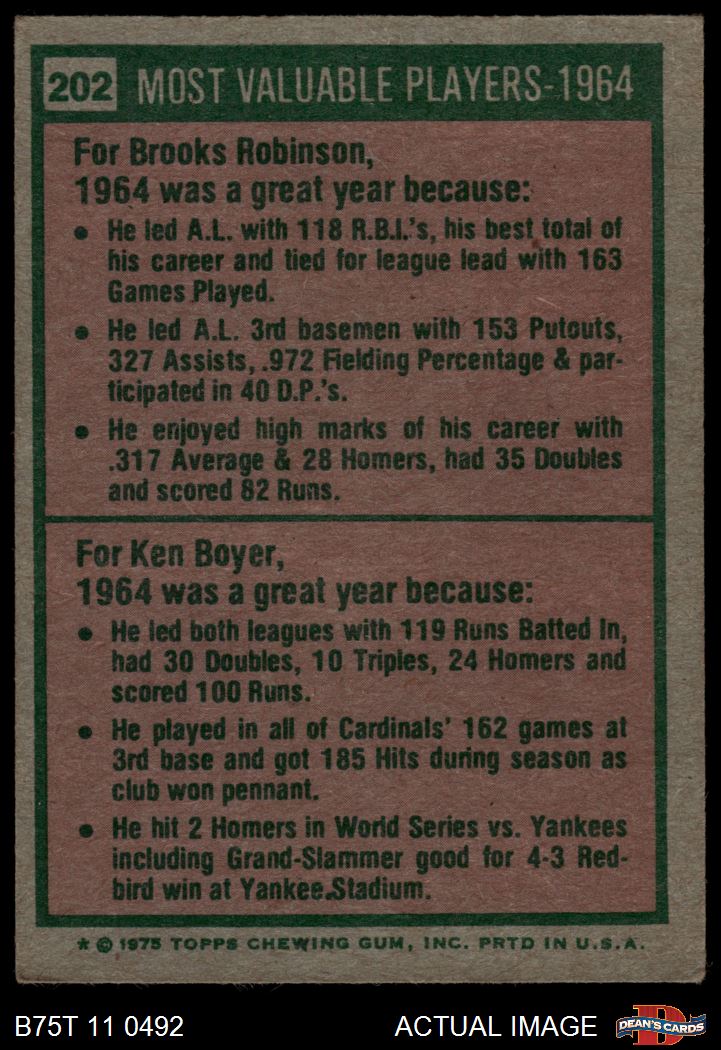 202 MOST VALUABLE PLAYERS-1964
For Brooks Robinson,
1964 was a great year because:
● He led A.L. with 118 R.B.I.'s, his best total of
his career and tied for league lead with 163
Games Played.
● He led A.L. 3rd basemen with 153 Putouts,
327 Assists, .972 Fielding Percentage & par-
ticipated in 40 D.P.'s.
● He enjoyed high marks of his career with
.317 Average & 28 Homers, had 35 Doubles
and scored 82 Runs.
For Ken Boyer,
1964 was a great year because:
● He led both leagues with 119 Runs Batted In,
had 30 Doubles, 10 Triples, 24 Homers and
scored 100 Runs.
● He played in all of Cardinals' 162 games at
3rd base and got 185 Hits during season as
club won pennant.
● He hit 2 Homers in World Series vs. Yankees
including Grand-Slammer good for 4-3 Red-
bird win at Yankee Stadium.
* © 1975 TOPPS CHEWING GUM, INC. PRTD IN U.S.A.
B75T 11 0492 ACTUAL IMAGE D DEAN'S CARDS